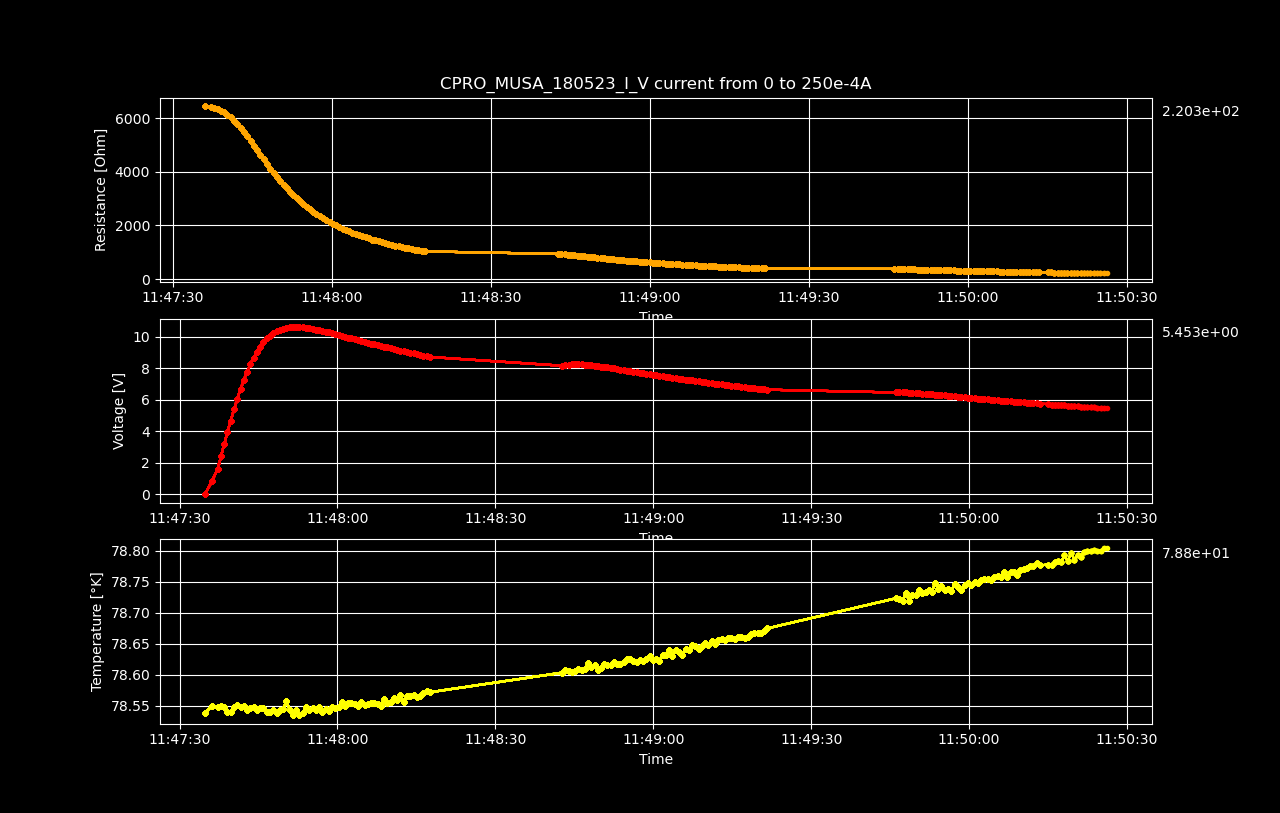 CPRO_MUSA_180523_I_V current from 0 to 250e-4A
2.203e+02
Resistance [Ohm]
6000
4000
2000
0
11:47:30 11:48:00 11:48:30 11:49:00 11:49:30 11:50:00 11:50:30
Time
5.453e+00
Voltage [V]
10
8
6
4
2
0
11:47:30 11:48:00 11:48:30 11:49:00 11:49:30 11:50:00 11:50:30
Time
7.88e+01
Temperature [°K]
78.80
78.75
78.70
78.65
78.60
78.55
11:47:30 11:48:00 11:48:30 11:49:00 11:49:30 11:50:00 11:50:30
Time